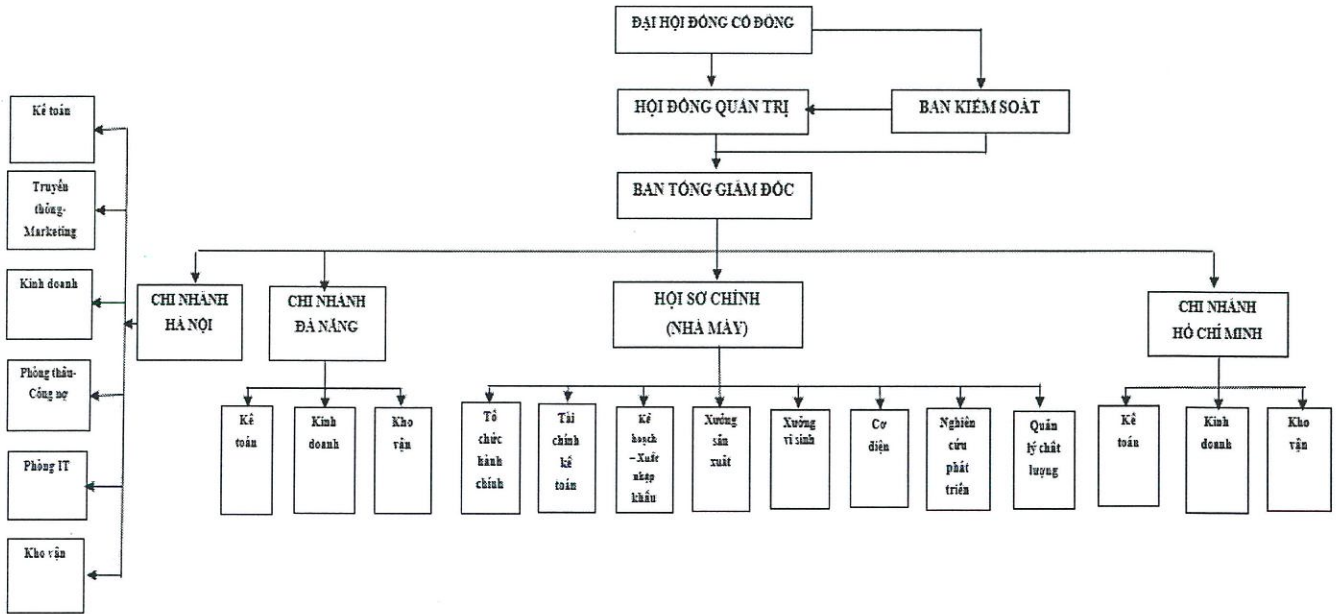 ĐẠI HỘI ĐỒNG CỔ ĐÔNG
HỘI ĐỒNG QUẢN TRỊ
BAN KIỂM SOÁT
BAN TỔNG GIÁM ĐỐC
Kế toán
Truyền
thông-
Marketing
Kinh doanh
Phòng thầu-
Công nợ
Phòng IT
Kho vận
CHI NHÁNH
HÀ NỘI
CHI NHÁNH
ĐÀ NẴNG
HỘI SỞ CHÍNH
(NHÀ MÁY)
CHI NHÁNH
HỒ CHÍ MINH
Kế
toán
Kinh
doanh
Kho
vận
Tổ
chức
hành
chính
Tài
chính
kế
toán
Kế
hoạch
–Xuất
nhập
khẩu
Xưởng
sản
xuất
Xưởng
vi sinh
Cơ
điện
Nghiên
cứu
phát
triển
Quản
lý chất
lượng
Kế
toán
Kinh
doanh
Kho
vận